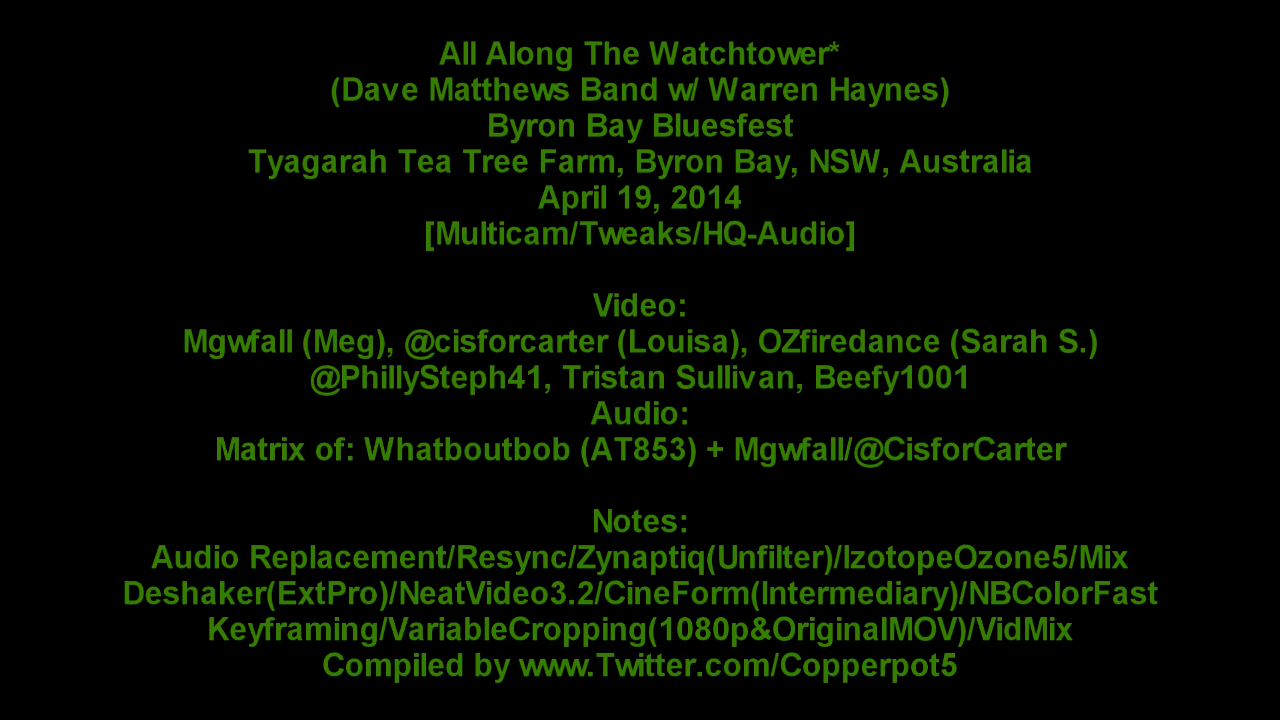 All Along The Watchtower*
(Dave Matthews Band w/ Warren Haynes)
Byron Bay Bluesfest
Tyagarah Tea Tree Farm, Byron Bay, NSW, Australia
April 19, 2014
[Multicam/Tweaks/HQ-Audio]
Video:
Mgwfall (Meg), @cisforcarter (Louisa), OZfiredance (Sarah S.)
@PhillySteph41, Tristan Sullivan, Beefy1001
Audio:
Matrix of: Whatboutbob (AT853) + Mgwfall/@CisforCarter
Notes:
Audio Replacement/Resync/Zynaptiq(Unfilter)/IzotopeOzone5/Mix
Deshaker(ExtPro)/NeatVideo3.2/CineForm(Intermediary)/NBColorFast
Keyframing/VariableCropping(1080p&OriginalMOV)/VidMix
Compiled by www.Twitter.com/Copperpot5